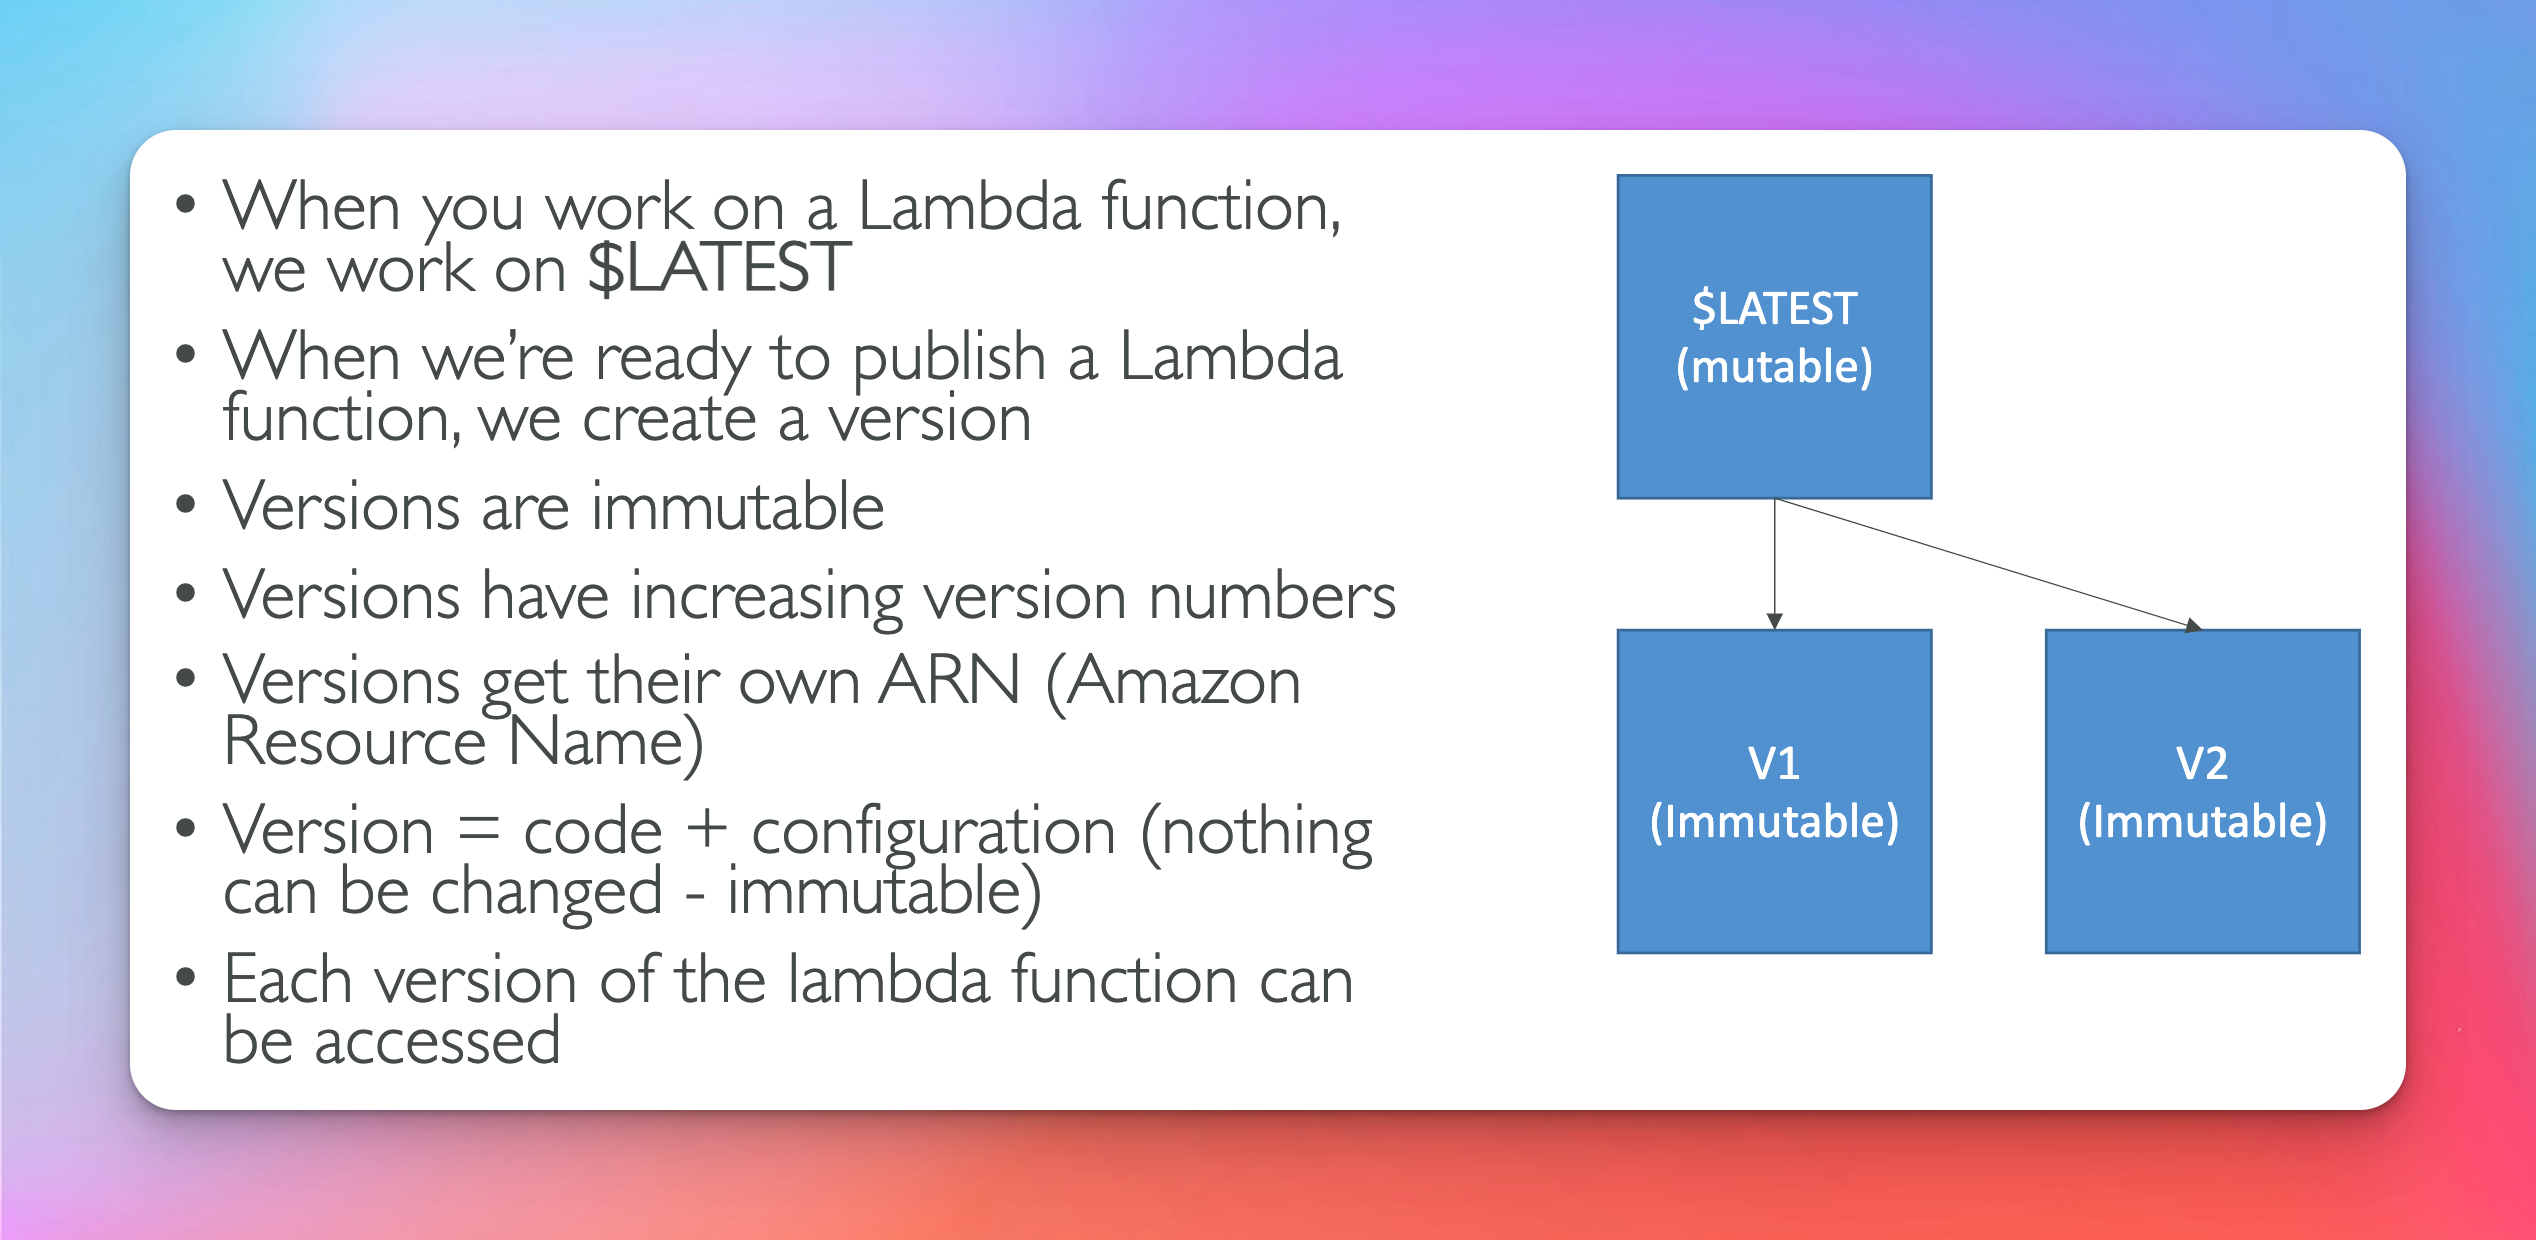 • When you work on a Lambda function,
we work on $LATEST
• When we’re ready to publish a Lambda
function, we create a version
• Versions are immutable
• Versions have increasing version numbers
• Versions get their own ARN (Amazon
Resource Name)
• Version = code + configuration (nothing
can be changed - immutable)
• Each version of the lambda function can
be accessed
$LATEST
(mutable)
V1
(Immutable)
V2
(Immutable)